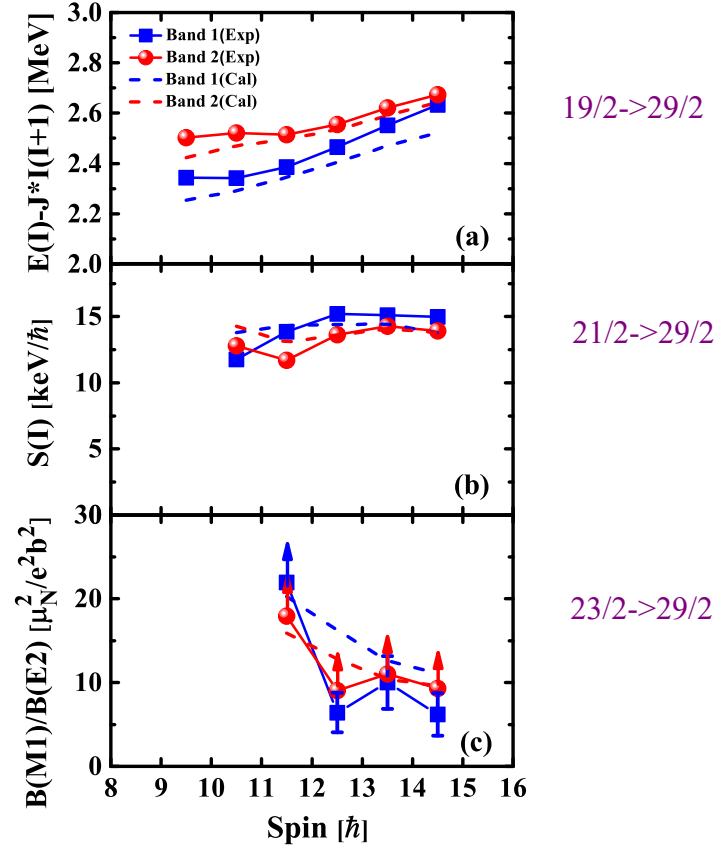 Band 1(Exp)
Band 2(Exp)
Band 1(Cal)
Band 2(Cal)
E(I)-J*I(I+1) [MeV]
3.0
2.8
2.6
2.4
2.2
2.0
(a)
19/2->29/2
S(I) [keV/ℏ]
15
10
5
(b)
21/2->29/2
B(M1)/B(E2) [μ²N/e²b²]
30
20
10
0
(c)
23/2->29/2
8 9 10 11 12 13 14 15 16
Spin [ℏ]